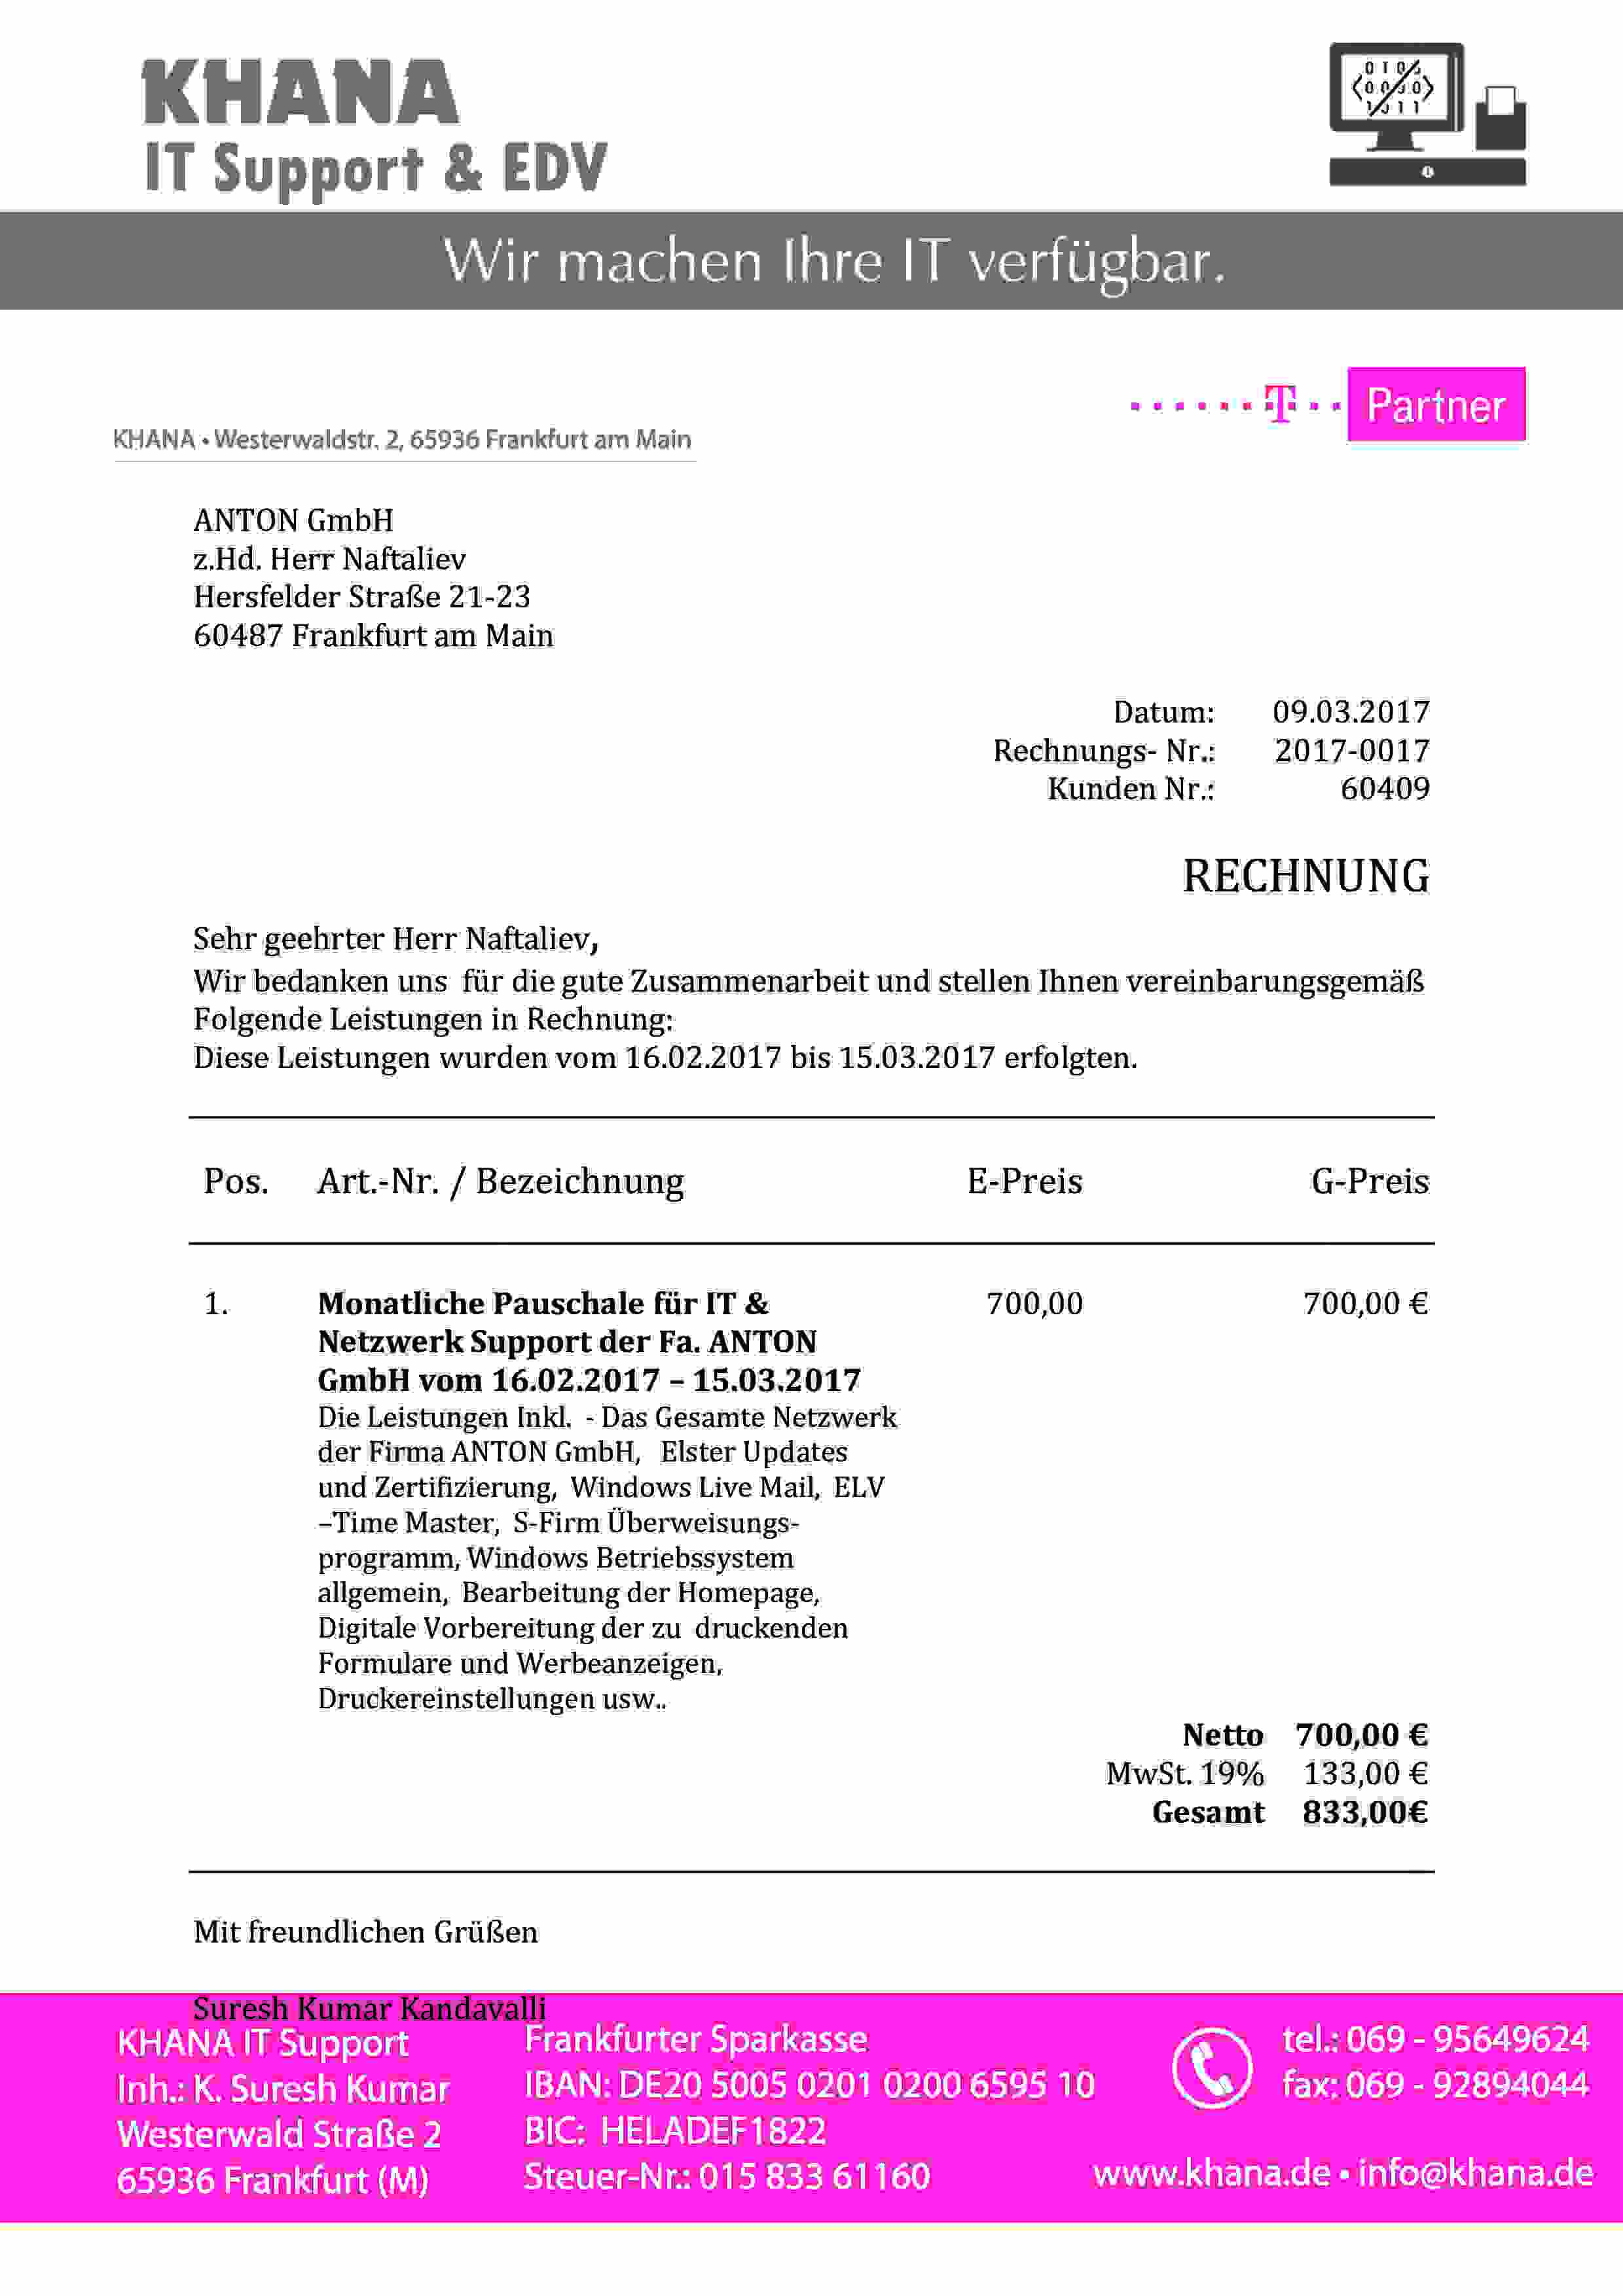 KHANA
IT Support & EDV
Wir machen Ihre IT verfügbar.
T Partner
KHANA • Westerwaldstr. 2, 65936 Frankfurt am Main
ANTON GmbH
z.Hd. Herr Naftaliev
Hersfelder Straße 21-23
60487 Frankfurt am Main
Datum: 09.03.2017
Rechnungs- Nr.: 2017-0017
Kunden Nr.: 60409
RECHNUNG
Sehr geehrter Herr Naftaliev,
Wir bedanken uns für die gute Zusammenarbeit und stellen Ihnen vereinbarungsgemäß
Folgende Leistungen in Rechnung:
Diese Leistungen wurden vom 16.02.2017 bis 15.03.2017 erfolgten.
Pos. Art.-Nr. / Bezeichnung E-Preis G-Preis
1. Monatliche Pauschale für IT & 700,00 700,00 €
Netzwerk Support der Fa. ANTON
GmbH vom 16.02.2017 – 15.03.2017
Die Leistungen Inkl. - Das Gesamte Netzwerk
der Firma ANTON GmbH, Elster Updates
und Zertifizierung, Windows Live Mail, ELV
–Time Master, S-Firm Überweisungs-
programm, Windows Betriebssystem
allgemein, Bearbeitung der Homepage,
Digitale Vorbereitung der zu druckenden
Formulare und Werbeanzeigen,
Druckereinstellungen usw..
Netto 700,00 €
MwSt. 19% 133,00 €
Gesamt 833,00€
Mit freundlichen Grüßen
Suresh Kumar Kandavalli
KHANA IT Support
Inh.: K. Suresh Kumar
Westerwald Straße 2
65936 Frankfurt (M)
Frankfurter Sparkasse
IBAN: DE20 5005 0201 0200 6595 10
BIC: HELADEF1822
Steuer-Nr.: 015 833 61160
tel.: 069 - 95649624
fax: 069 - 92894044
www.khana.de • info@khana.de